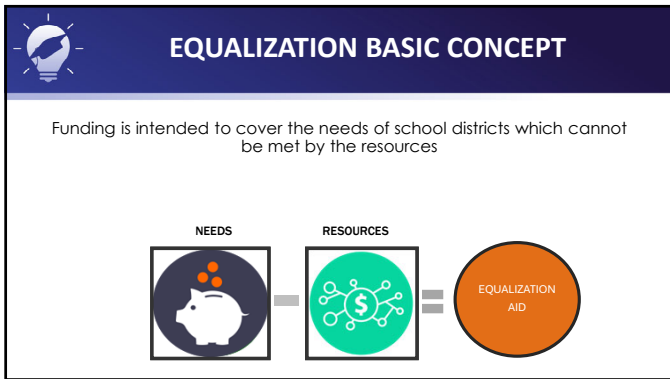 EQUALIZATION BASIC CONCEPT
Funding is intended to cover the needs of school districts which cannot
be met by the resources
NEEDS
RESOURCES
$
EQUALIZATION
AID